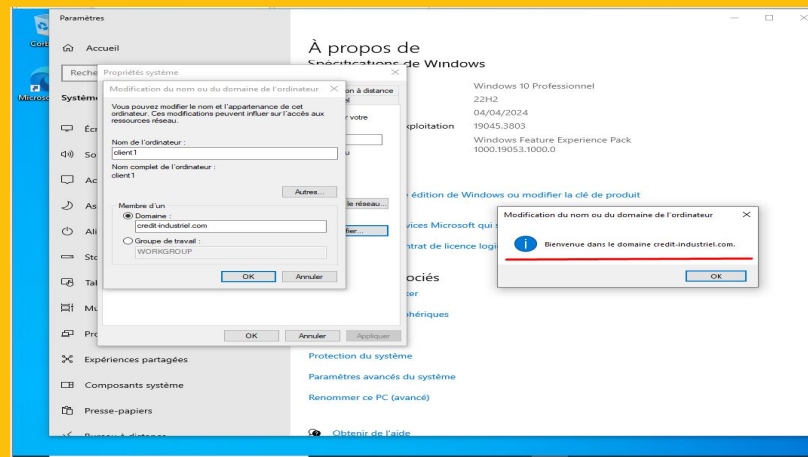 Paramètres
Accueil
À propos de
Spécifications de Windows
Windows 10 Professionnel
22H2
04/04/2024
19045.3803
Windows Feature Experience Pack
1000.19053.1000.0
édition de Windows ou modifier la clé de produit
Propriétés système
Modification du nom ou du domaine de l'ordinateur
Vous pouvez modifier le nom et l'appartenance de cet
ordinateur. Ces modifications peuvent influer sur l'accès aux
ressources réseau.
Nom de l'ordinateur :
client1
Nom complet de l'ordinateur :
client1
Autres...
Membre d'un
Domaine :
credit-industriel.com
Groupe de travail :
WORKGROUP
OK
Annuler
OK
Annuler
Appliquer
Modification du nom ou du domaine de l'ordinateur
Bienvenue dans le domaine credit-industriel.com.
OK
Expériences partagées
Composants système
Presse-papiers
Protection du système
Paramètres avancés du système
Renommer ce PC (avancé)
Obtenir de l'aide